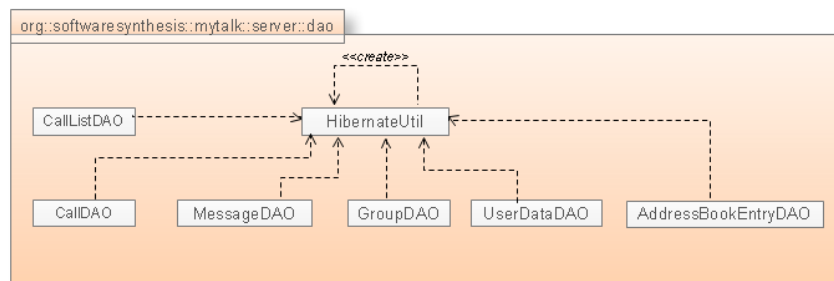 org::softwaresynthesis::mytalk::server::dao
<<create>>
CallListDAO
HibernateUtil
CallDAO
MessageDAO
GroupDAO
UserDataDAO
AddressBookEntryDAO